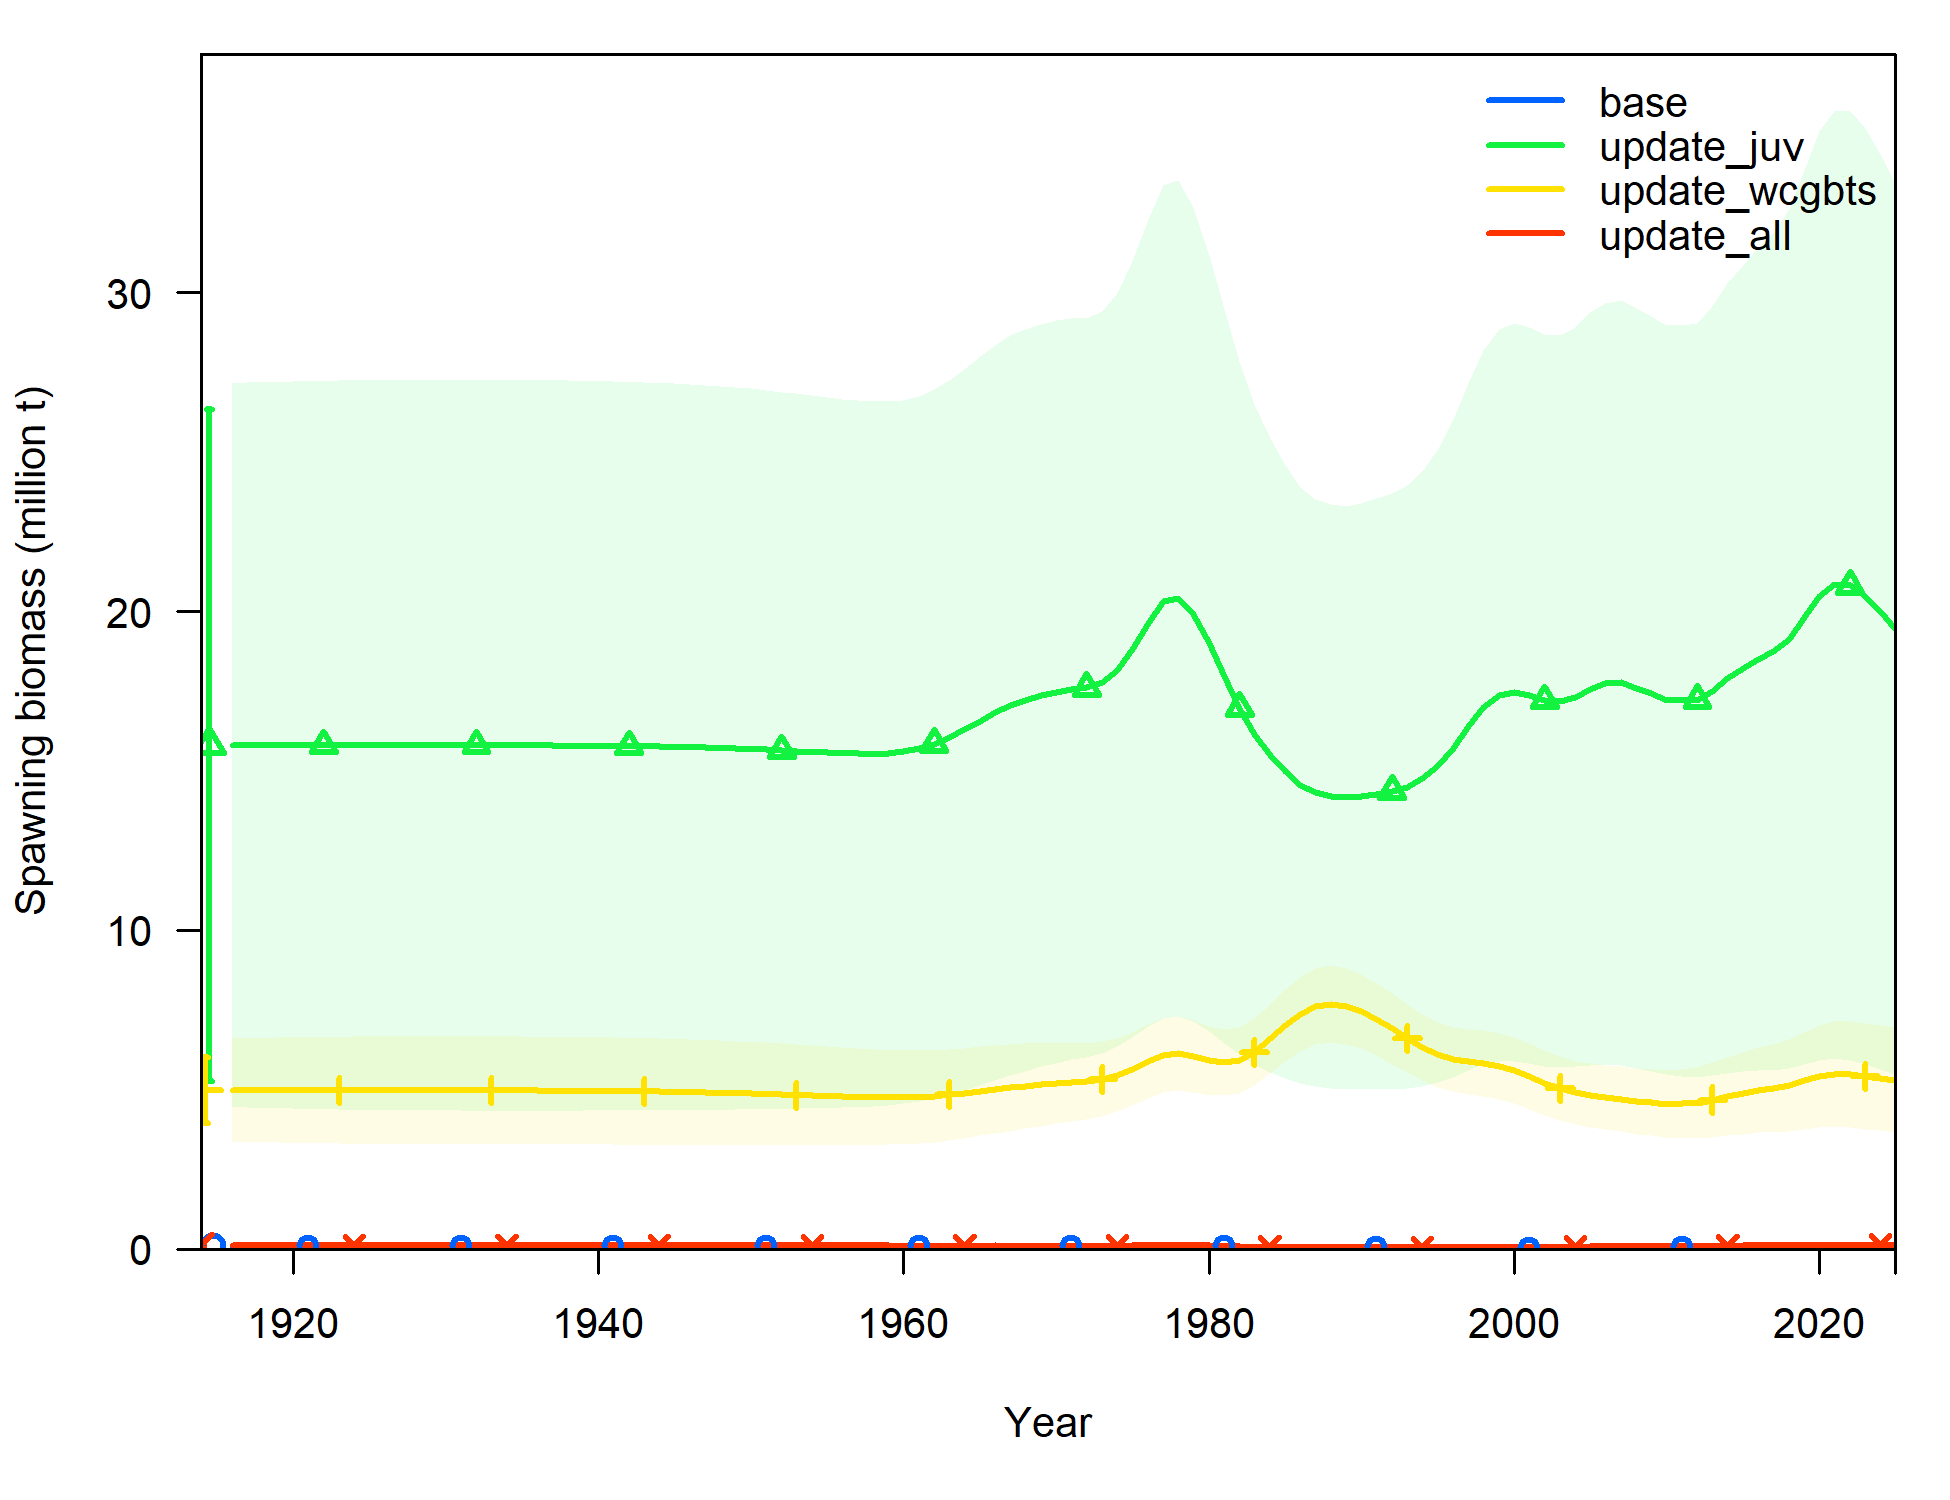 base
update_juv
update_wcgbts
update_all
30
20
10
0
Spawning biomass (million t)
1920
1940
1960
1980
2000
2020
Year